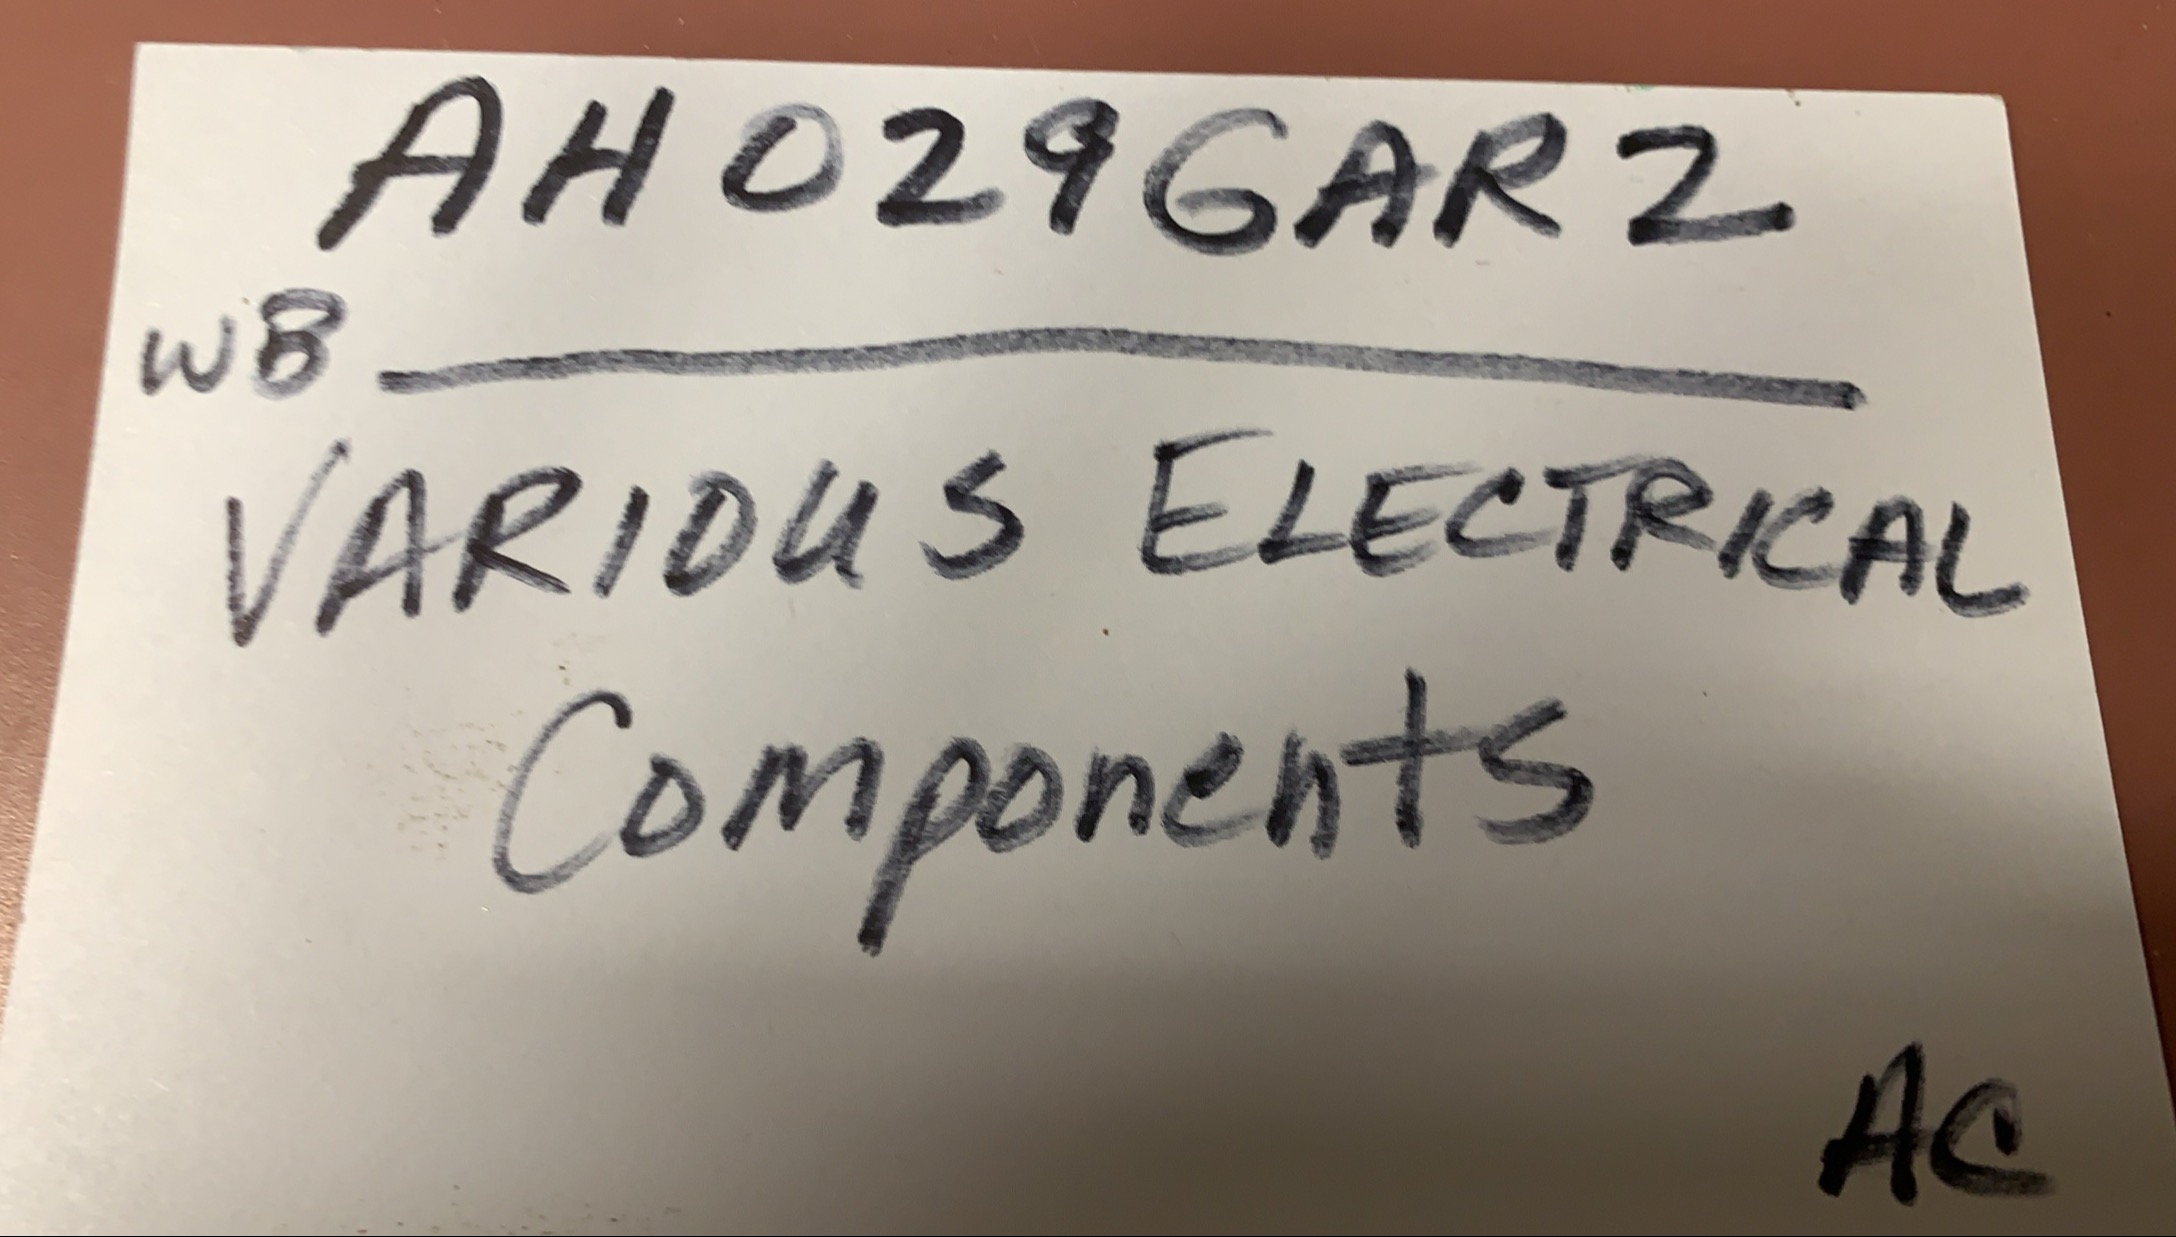 AH029GAR2
WB
VARIOUS ELECTRICAL
Components
AC